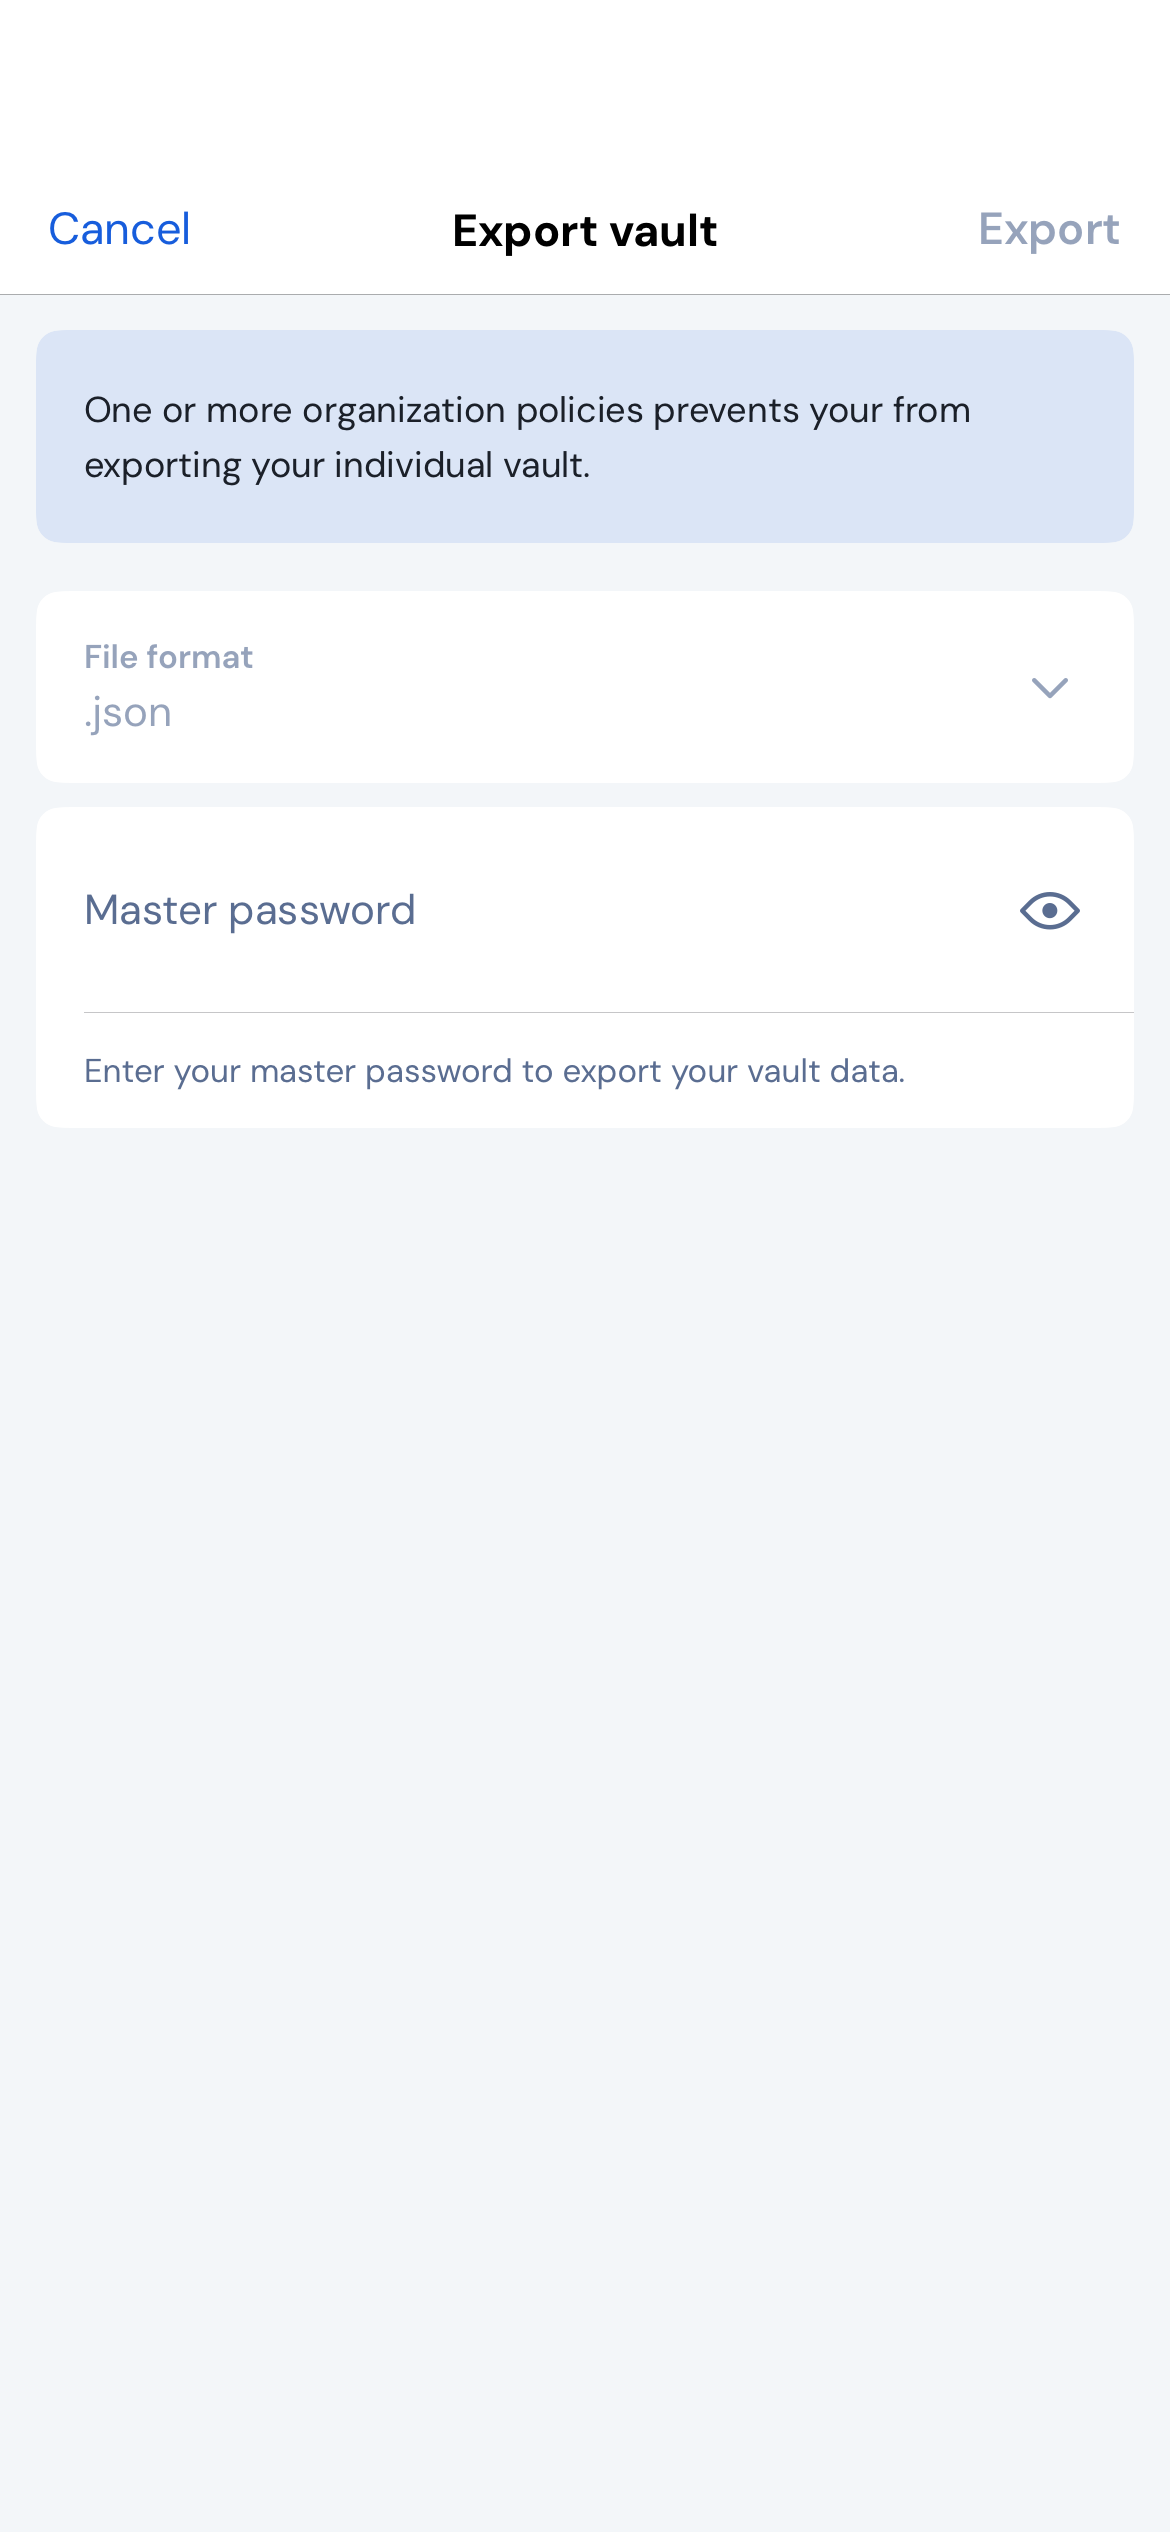 Cancel
Export vault
Export
One or more organization policies prevents your from
exporting your individual vault.
File format
.json
Master password
Enter your master password to export your vault data.